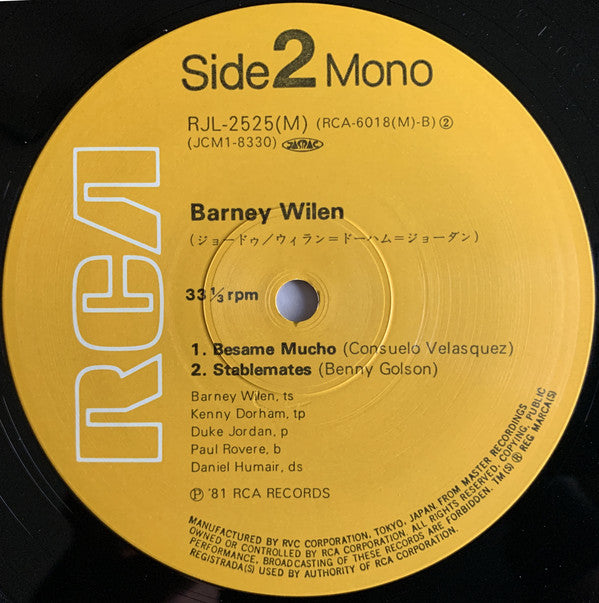 Side 2 Mono
RJL-2525(M) (RCA-6018(M)-B) ②
(JCM1-8330) JASRAC
RCA
Barney Wilen
(ジョードゥ/ウィラン=ドーハム=ジョーダン)
33 1/3 rpm
1. Besame Mucho (Consuelo Velasquez)
2. Stablemates (Benny Golson)
Barney Wilen, ts
Kenny Dorham, tp
Duke Jordan, p
Paul Rovere, b
Daniel Humair, ds
Ⓟ '81 RCA RECORDS
MANUFACTURED BY RVC CORPORATION, TOKYO, JAPAN FROM MASTER RECORDINGS
OWNED OR CONTROLLED BY RCA CORPORATION. ALL RIGHTS RESERVED. COPYING, PUBLIC
PERFORMANCE, BROADCASTING OF THESE RECORDS ARE FORBIDDEN. TM(S) ® REG MARCA(S)
REGISTRADA(S) USED BY AUTHORITY OF RCA CORPORATION.